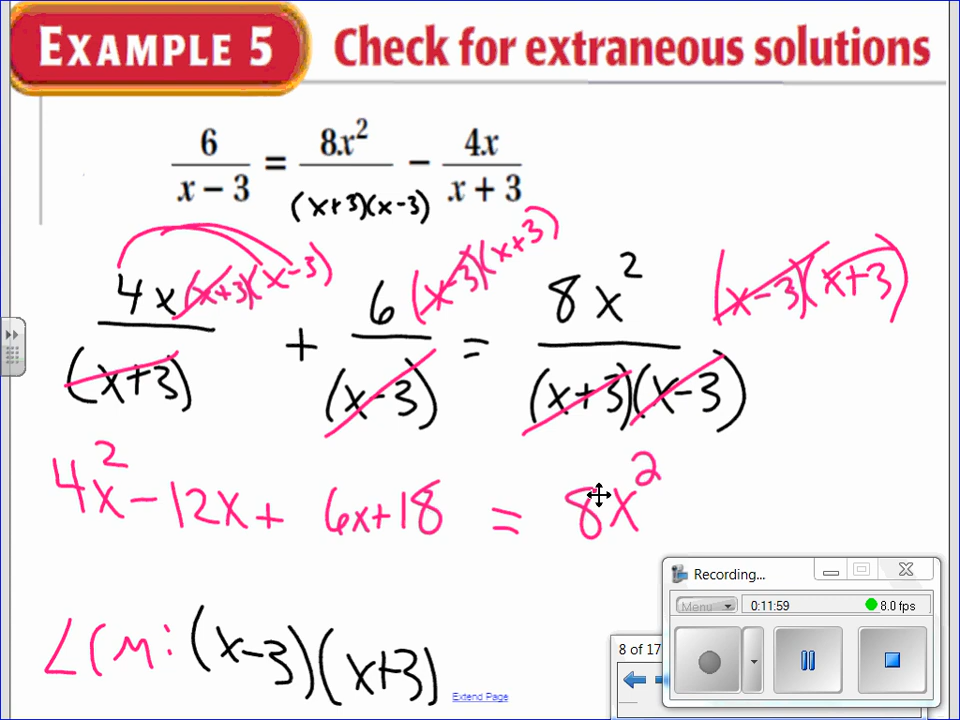 EXAMPLE 5 Check for extraneous solutions
6 / x − 3 = 8x² / (x+3)(x−3) − 4x / x + 3
4x(x+3)(x−3) / (x+3) + 6(x−3)(x+3) / (x−3) = 8x² (x−3)(x+3) / (x+3)(x−3)
4x² − 12x + 6x + 18 = 8x²
LCM: (x−3)(x+3)
Extend Page
Recording...
Menu 0:11:59 8.0 fps
8 of 17